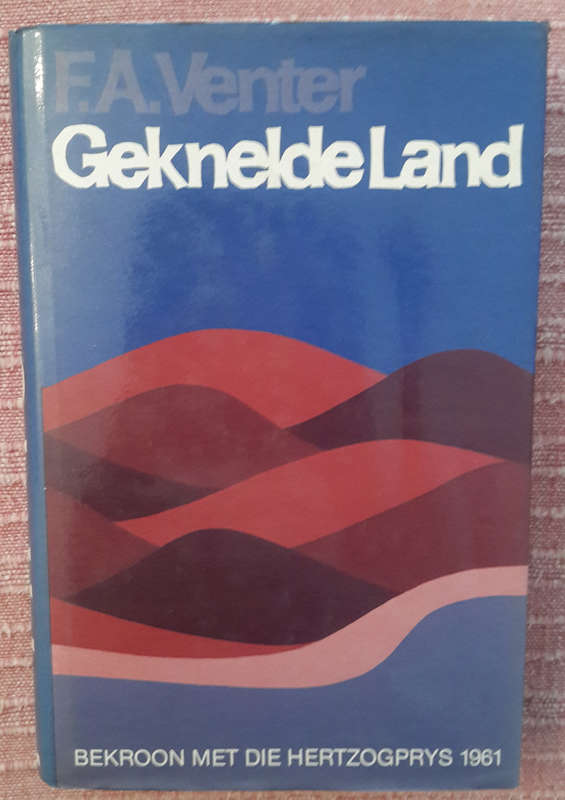 F.A.Venter
Geknelde Land
BEKROON MET DIE HERTZOGPRYS 1961